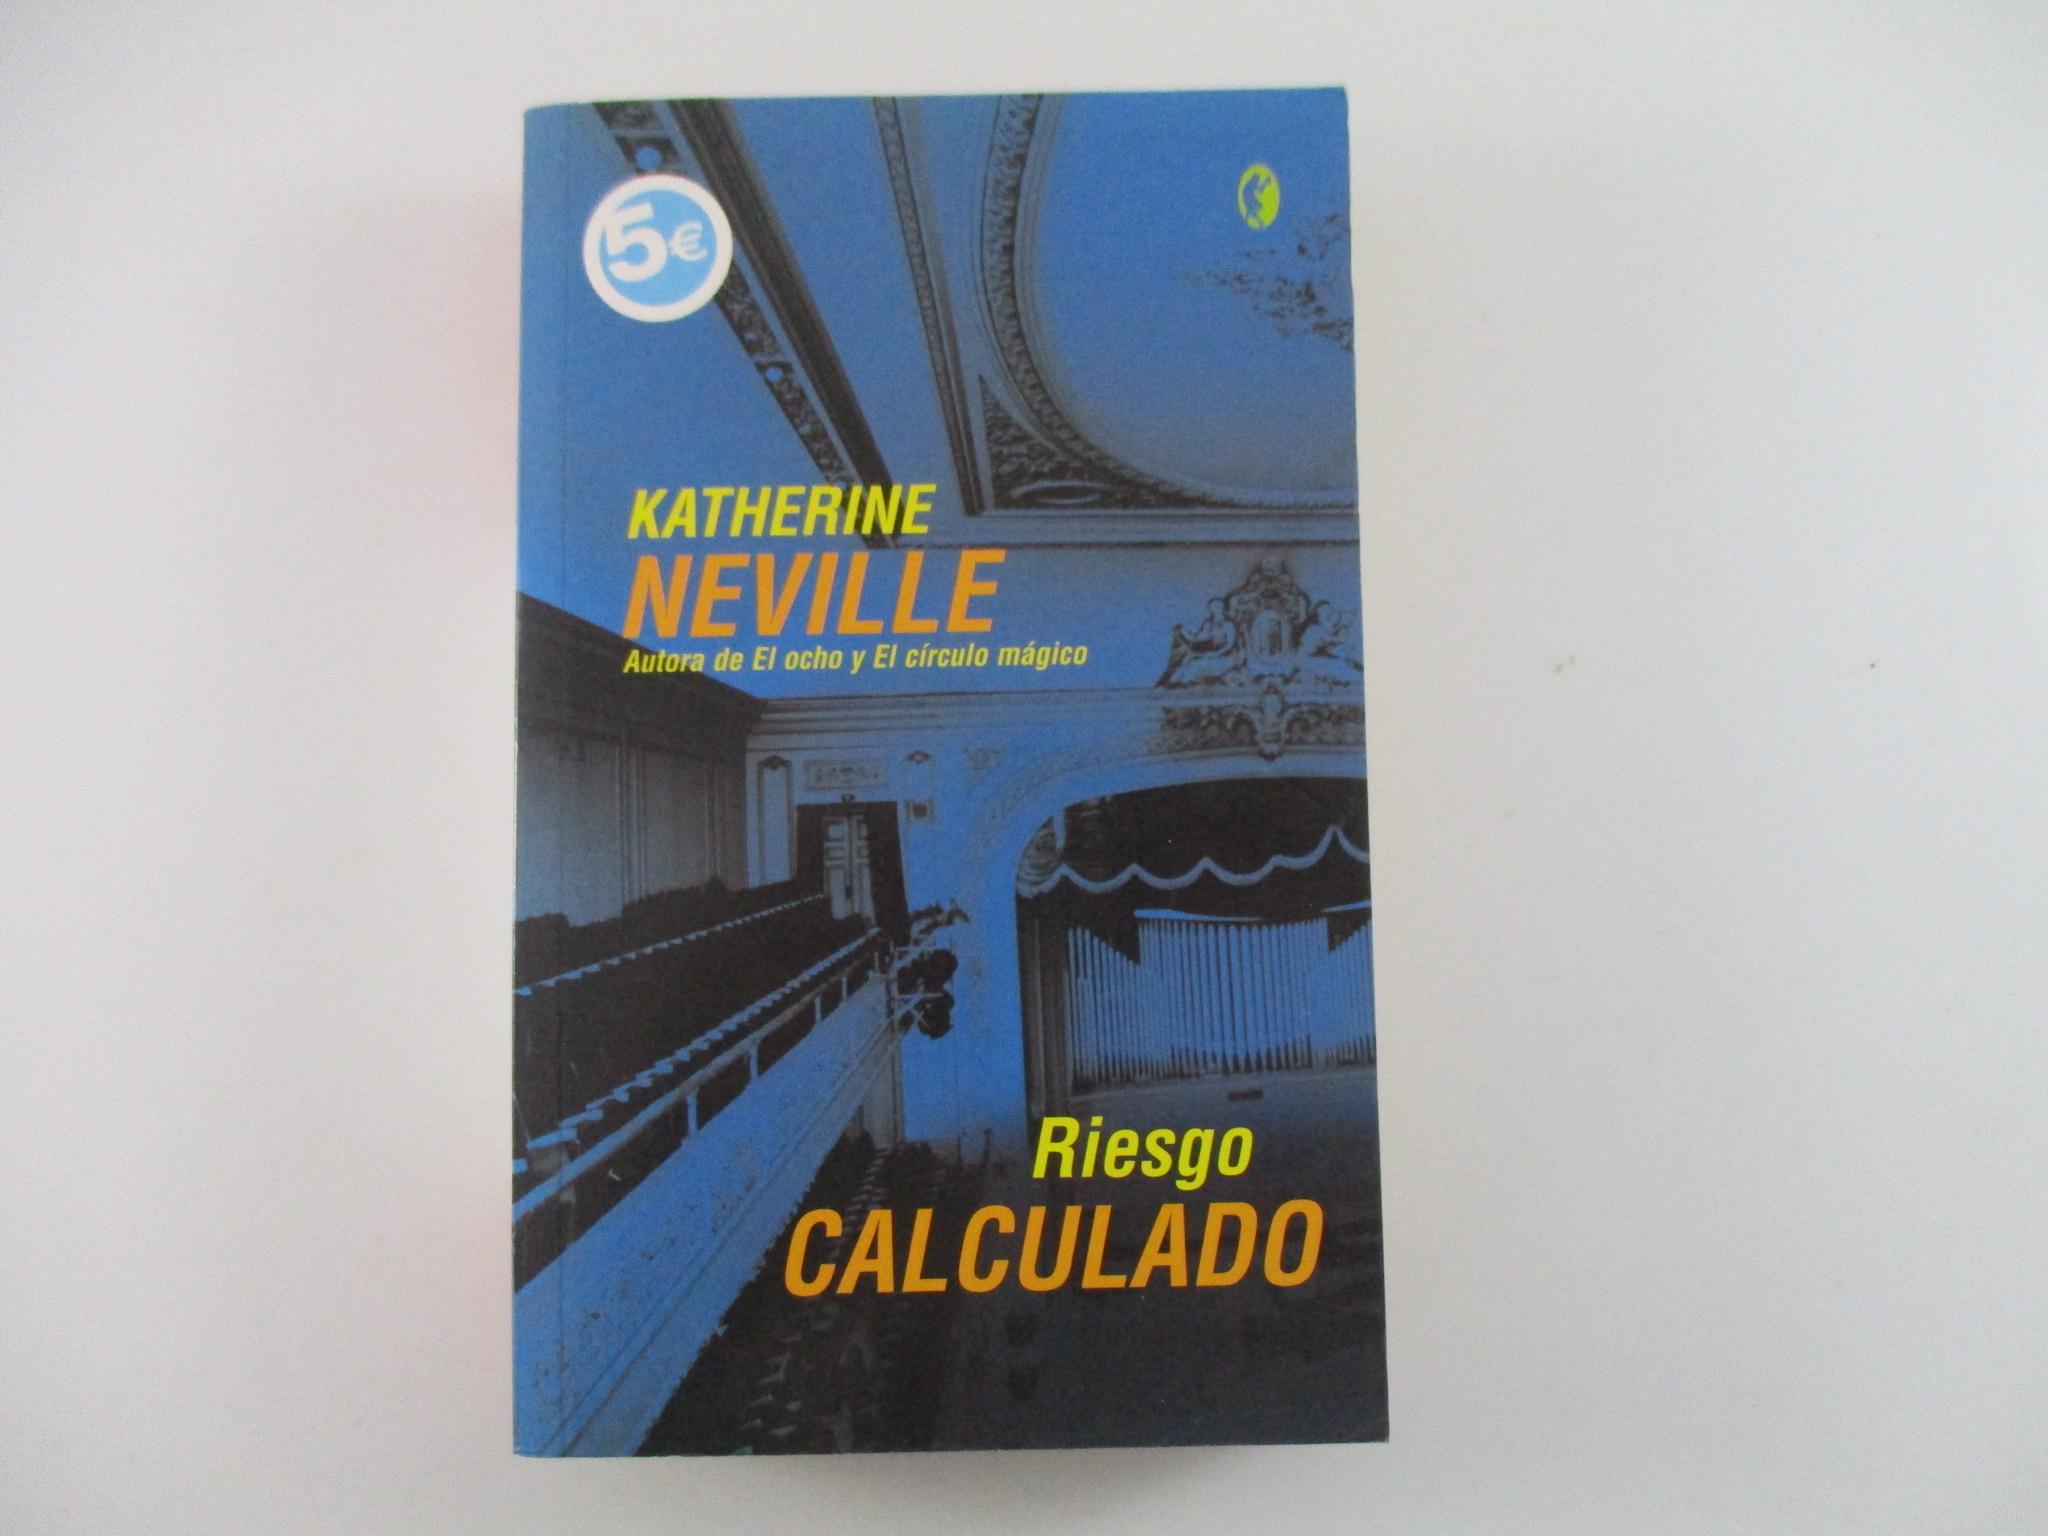 5€
KATHERINE
NEVILLE
Autora de El ocho y El círculo mágico
Riesgo
CALCULADO